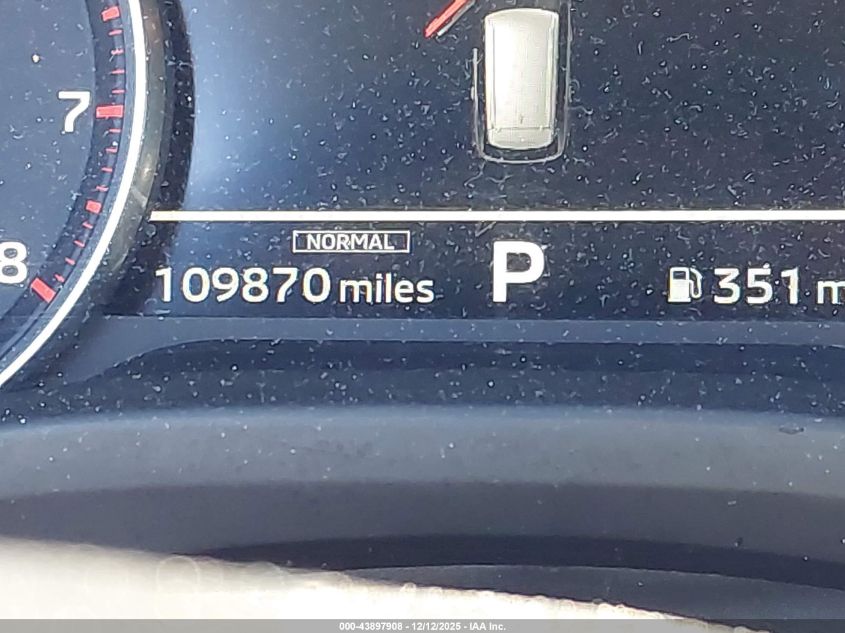 7
8
NORMAL
109870 miles
P
351 m
000-43897908 - 12/12/2025 - IAA Inc.